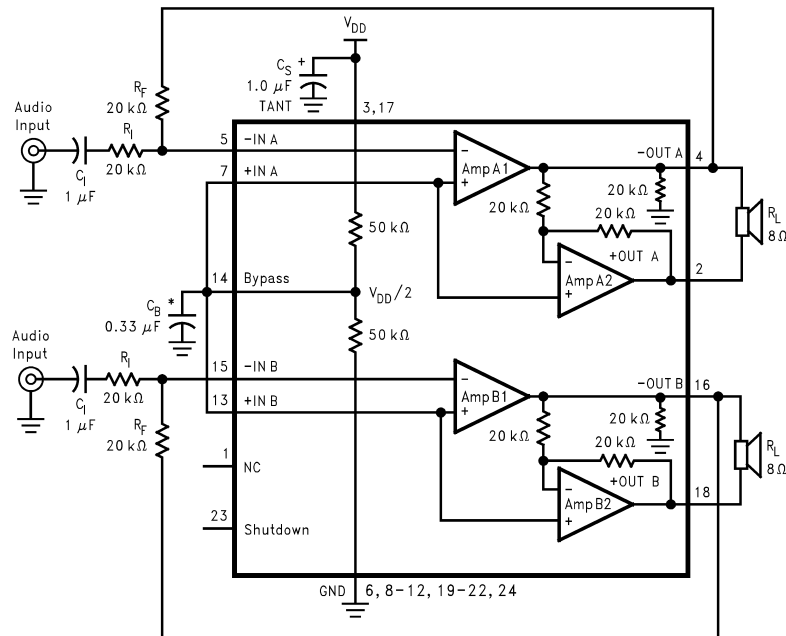 V_DD
C_S +
1.0 μF
TANT
3,17
R_F
20 kΩ
Audio
Input
R_I
20 kΩ
C_I
1 μF
5
-IN A
7
+IN A
Amp A1
-
+
-OUT A
4
20 kΩ
20 kΩ
20 kΩ
R_L
8Ω
50 kΩ
-
+
Amp A2
+OUT A
2
14
Bypass
V_DD/2
C_B *
0.33 μF
50 kΩ
Audio
Input
R_I
20 kΩ
C_I
1 μF
R_F
20 kΩ
15
-IN B
13
+IN B
Amp B1
-
+
-OUT B
16
20 kΩ
20 kΩ
20 kΩ
R_L
8Ω
1
NC
-
+
Amp B2
+OUT B
18
23
Shutdown
GND
6, 8-12, 19-22, 24